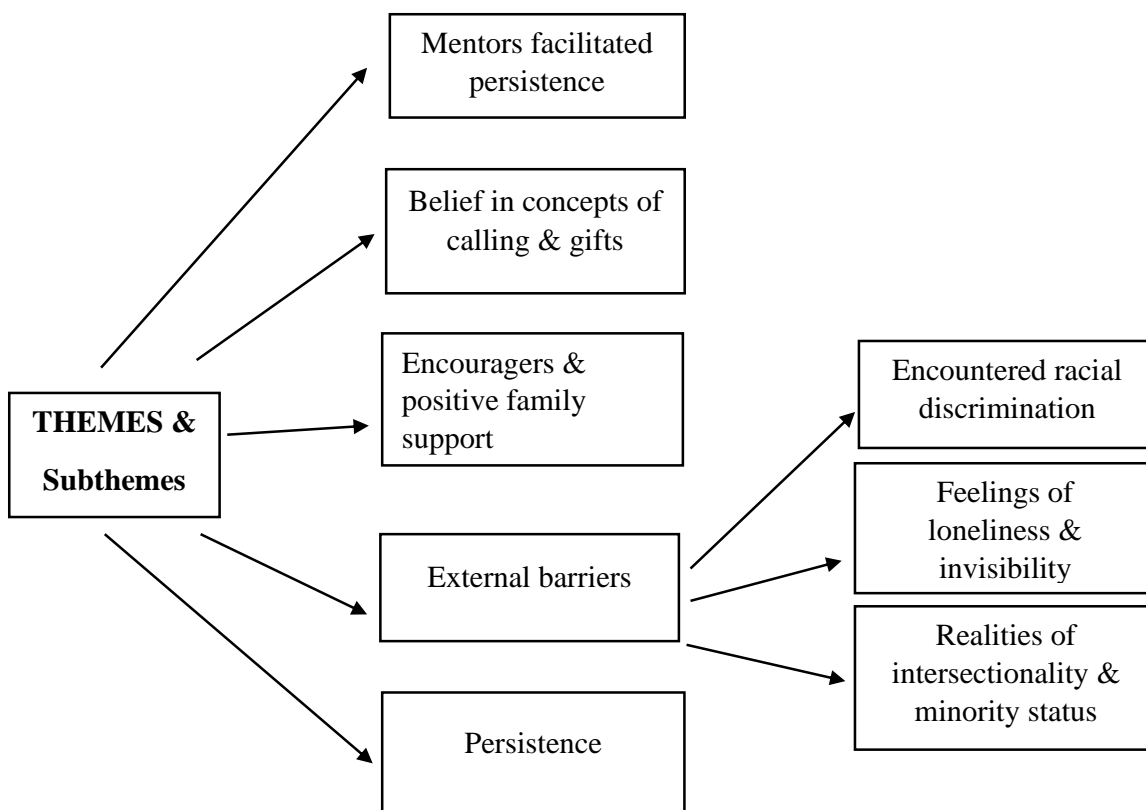 Mentors facilitated
persistence
Belief in concepts of
calling & gifts
Encouragers &
positive family
support
THEMES &
Subthemes
External barriers
Persistence
Encountered racial
discrimination
Feelings of
loneliness &
invisibility
Realities of
intersectionality &
minority status